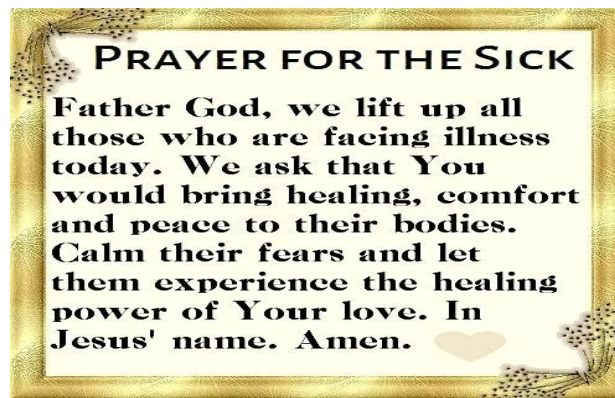 PRAYER FOR THE SICK
Father God, we lift up all
those who are facing illness
today. We ask that You
would bring healing, comfort
and peace to their bodies.
Calm their fears and let
them experience the healing
power of Your love. In
Jesus' name. Amen.